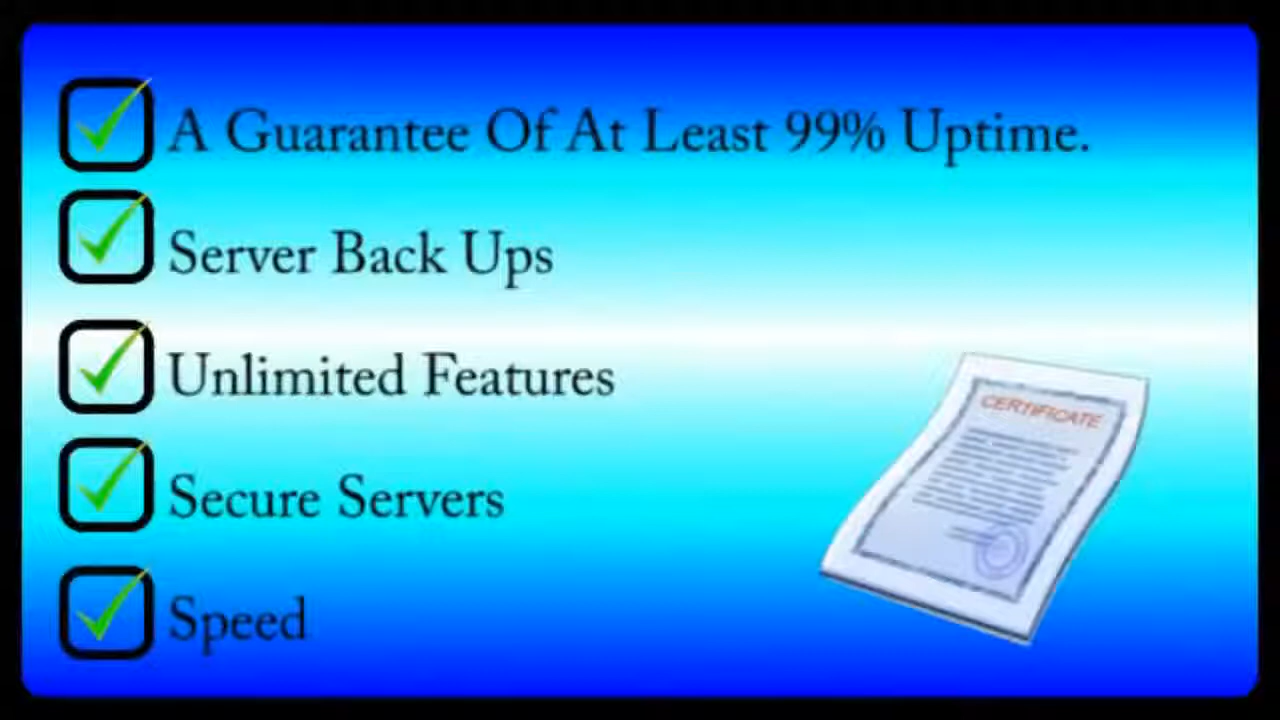 A Guarantee Of At Least 99% Uptime.
Server Back Ups
Unlimited Features
Secure Servers
Speed
CERTIFICATE